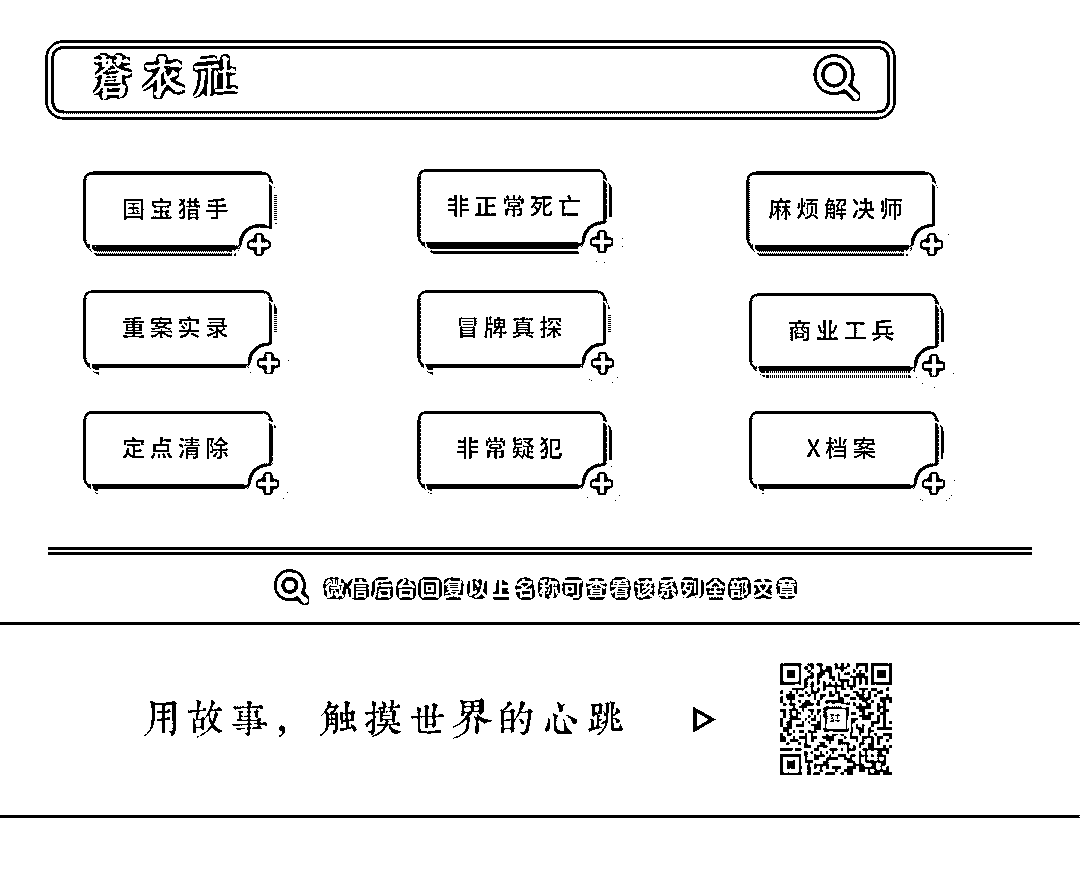 蒼衣社
国宝猎手
非正常死亡
麻烦解决师
重案实录
冒牌真探
商业工兵
定点清除
非常疑犯
X档案
微信后台回复以上名称可查看该系列全部文章
用故事，触摸世界的心跳